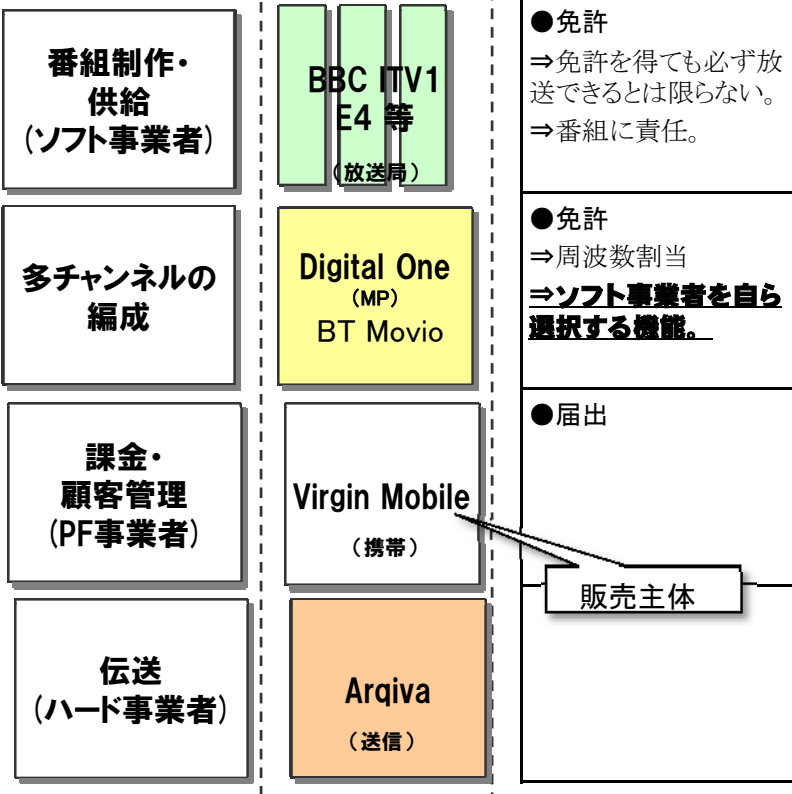 番組制作・
供給
(ソフト事業者)
BBC ITV1
E4 等
（放送局）
●免許
⇒免許を得ても必ず放
送できるとは限らない。
⇒番組に責任。
多チャンネルの
編成
Digital One
（MP）
BT Movio
●免許
⇒周波数割当
⇒ソフト事業者を自ら
選択する機能。
課金・
顧客管理
(PF事業者)
Virgin Mobile
（携帯）
●届出
販売主体
伝送
(ハード事業者)
Arqiva
（送信）